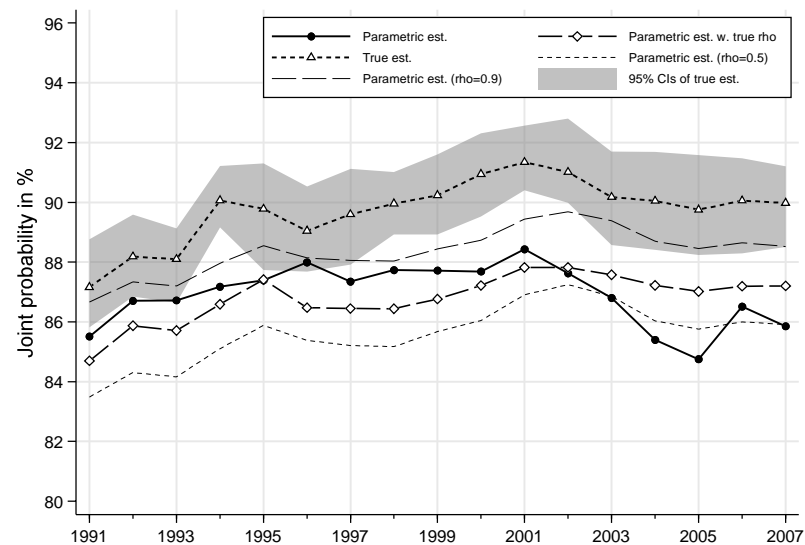 Parametric est.
Parametric est. w. true rho
True est.
Parametric est. (rho=0.5)
Parametric est. (rho=0.9)
95% CIs of true est.
Joint probability in %
96
94
92
90
88
86
84
82
80
1991 1993 1995 1997 1999 2001 2003 2005 2007